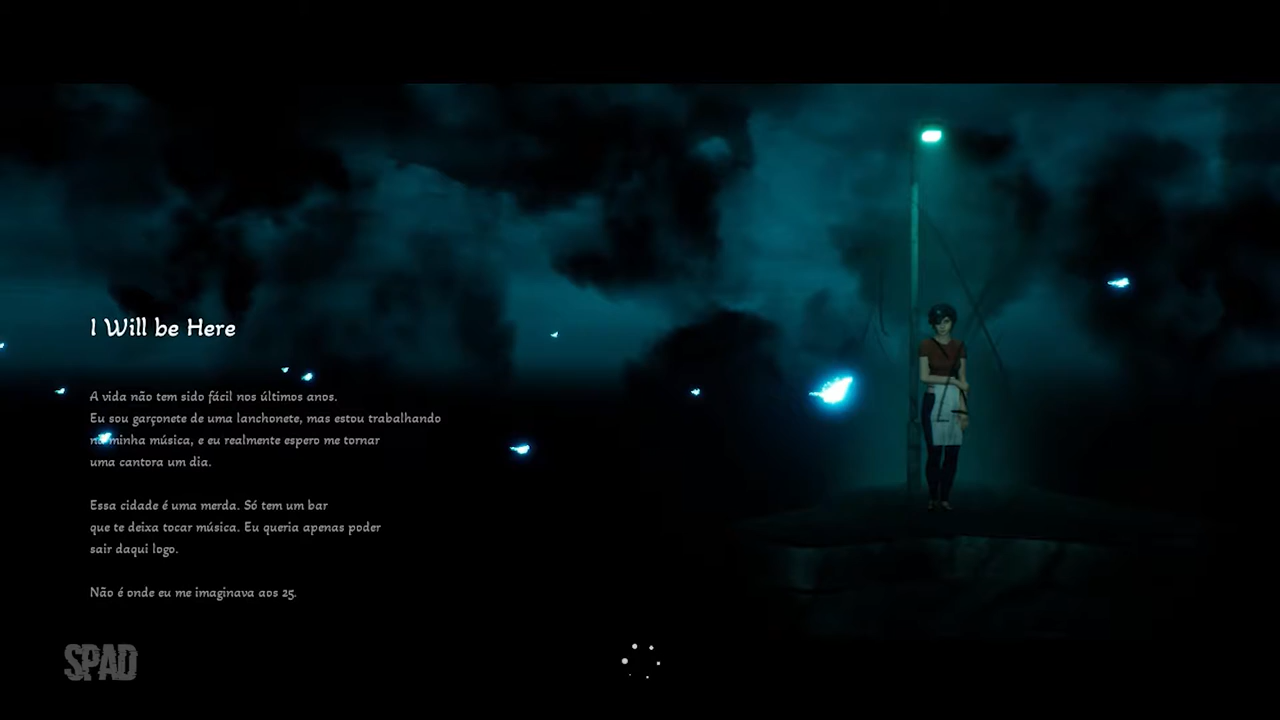 I Will be Here
A vida não tem sido fácil nos últimos anos.
Eu sou garçonete de uma lanchonete, mas estou trabalhando
na minha música, e eu realmente espero me tornar
uma cantora um dia.
Essa cidade é uma merda. Só tem um bar
que te deixa tocar música. Eu queria apenas poder
sair daqui logo.
Não é onde eu me imaginava aos 25.
SPAD